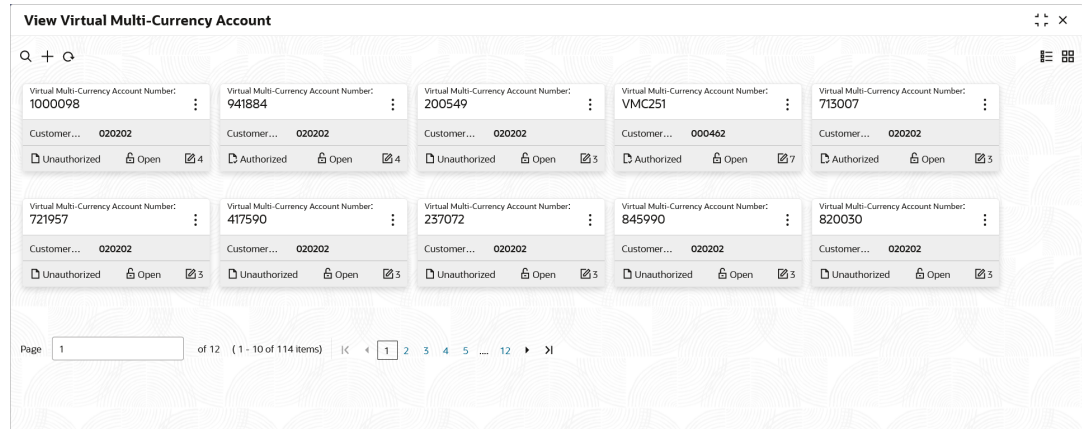 View Virtual Multi-Currency Account
Virtual Multi-Currency Account Number: Virtual Multi-Currency Account Number: Virtual Multi-Currency Account Number: Virtual Multi-Currency Account Number: Virtual Multi-Currency Account Number:
1000098 941884 200549 VMC251 713007
Customer... 020202 Customer... 020202 Customer... 020202 Customer... 000462 Customer... 020202
Unauthorized Open 4 Authorized Open 4 Unauthorized Open 3 Authorized Open 7 Authorized Open 3
Virtual Multi-Currency Account Number: Virtual Multi-Currency Account Number: Virtual Multi-Currency Account Number: Virtual Multi-Currency Account Number: Virtual Multi-Currency Account Number:
721957 417590 237072 845990 820030
Customer... 020202 Customer... 020202 Customer... 020202 Customer... 020202 Customer... 020202
Unauthorized Open 3 Unauthorized Open 3 Unauthorized Open 3 Unauthorized Open 3 Unauthorized Open 3
Page 1 of 12 ( 1 - 10 of 114 items) 1 2 3 4 5 .... 12